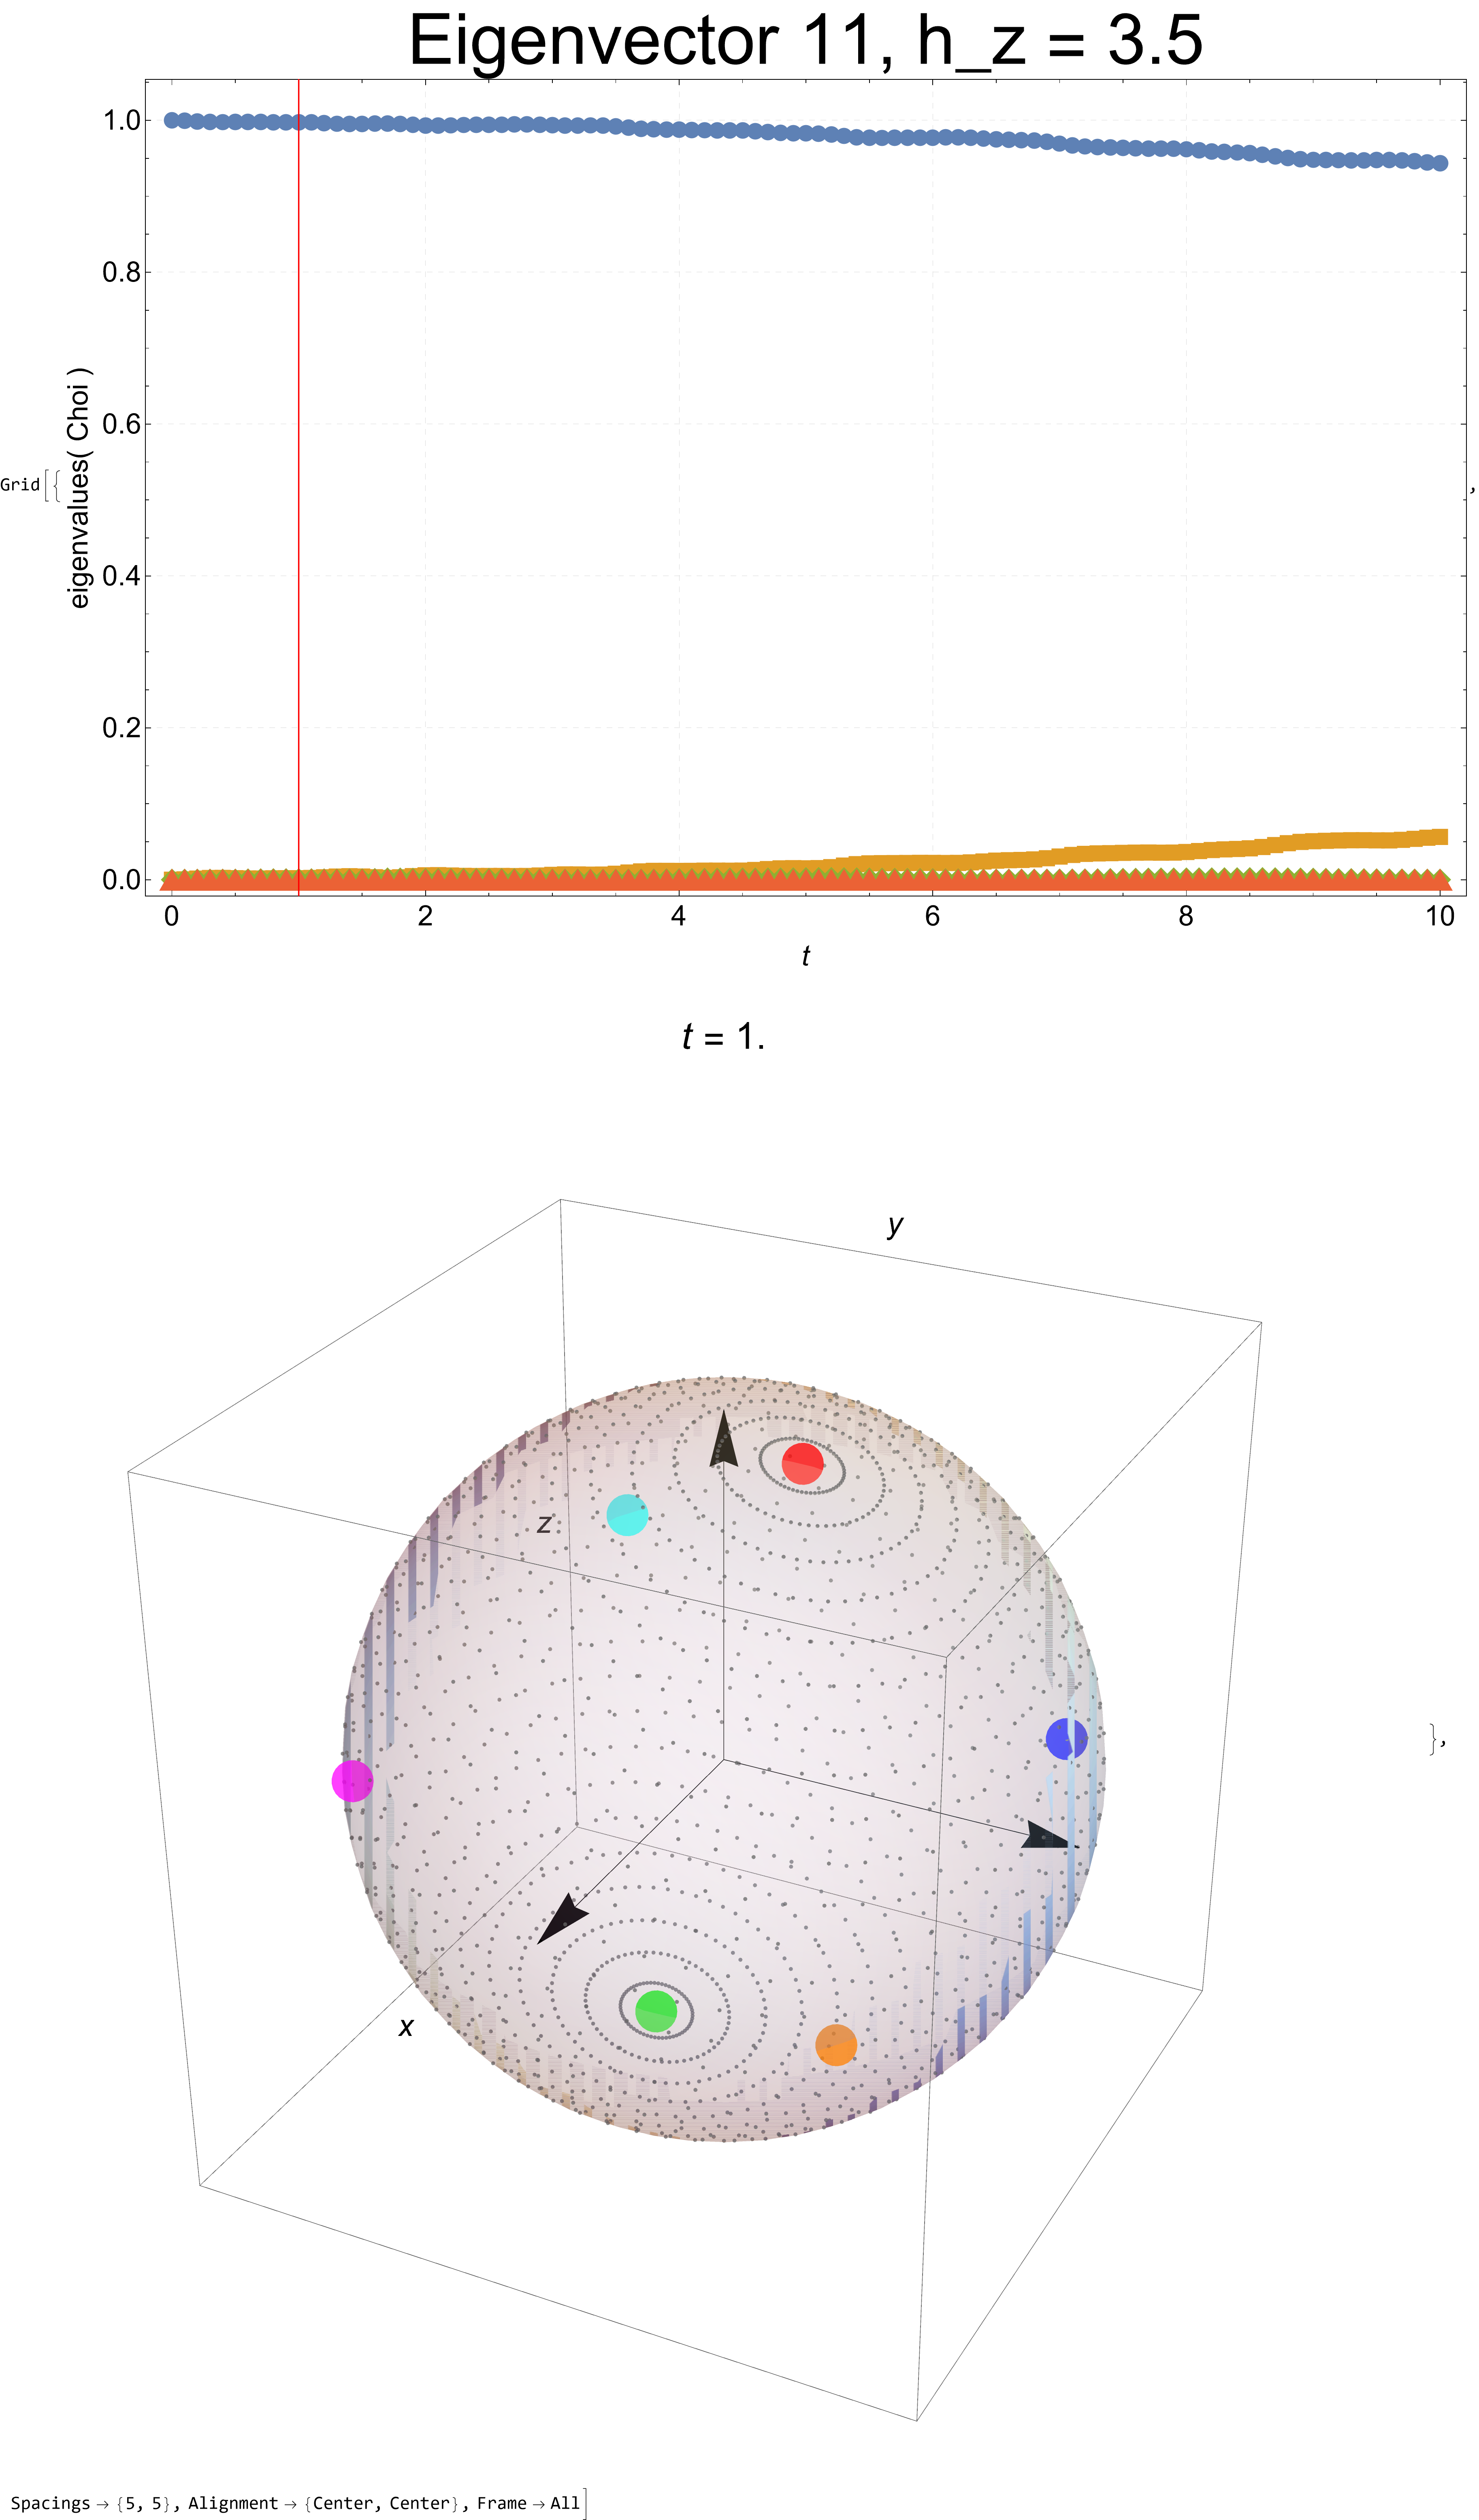 Eigenvector 11, h_z = 3.5
1.0
0.8
0.6
0.4
0.2
0.0
eigenvalues( Choi )
Grid[{
,
0 2 4 6 8 10
t
t = 1.
y
z
x
},
Spacings → {5, 5}, Alignment → {Center, Center}, Frame → All]